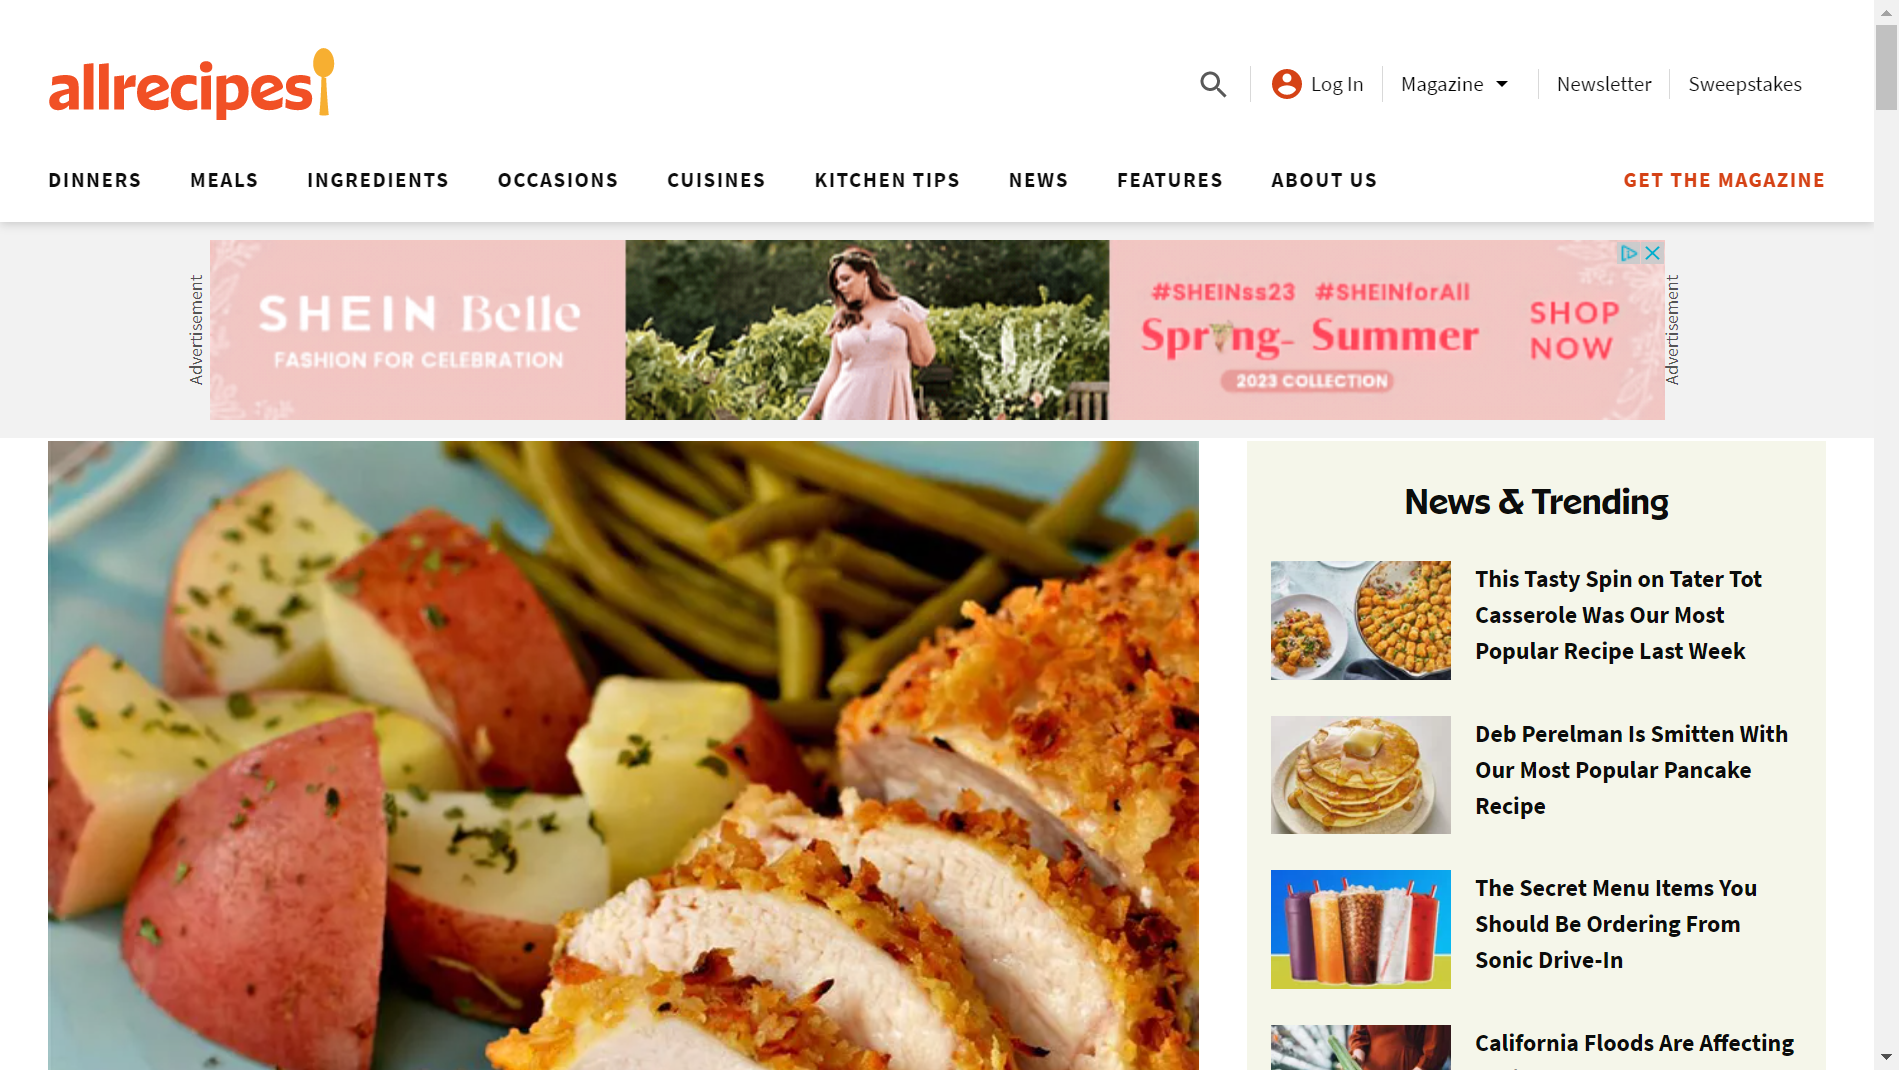 allrecipes
Log In
Magazine
Newsletter
Sweepstakes
DINNERS
MEALS
INGREDIENTS
OCCASIONS
CUISINES
KITCHEN TIPS
NEWS
FEATURES
ABOUT US
GET THE MAGAZINE
Advertisement
SHEIN Belle
FASHION FOR CELEBRATION
#SHEINss23 #SHEINforAll
Spring- Summer
2023 COLLECTION
SHOP
NOW
Advertisement
News & Trending
This Tasty Spin on Tater Tot
Casserole Was Our Most
Popular Recipe Last Week
Deb Perelman Is Smitten With
Our Most Popular Pancake
Recipe
The Secret Menu Items You
Should Be Ordering From
Sonic Drive-In
California Floods Are Affecting